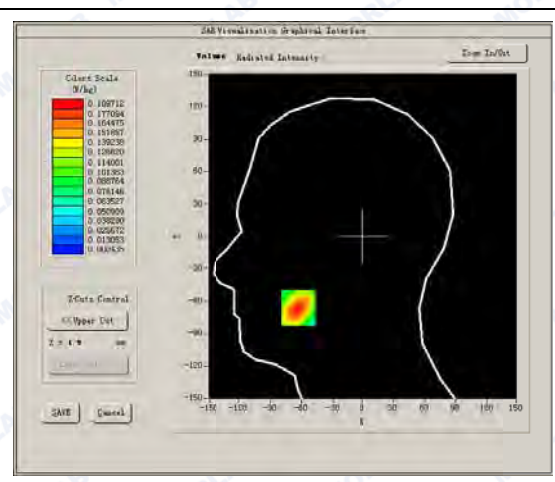 SAR Visualisation Graphical Interface
Volume Radiated Intensity
Zoom In/Out
Colors Scale
(W/kg)
0.189712
0.177094
0.164475
0.151857
0.139238
0.126620
0.114001
0.101383
0.088764
0.076146
0.063527
0.050909
0.038290
0.025672
0.013053
150
120
90
60
30
0
-30
-60
-90
-120
-150
-150 -120 -90 -60 -30 0 30 60 90 120 150
X
Z-Cuts Control
<<Upper Cut
SAVE
Cancel